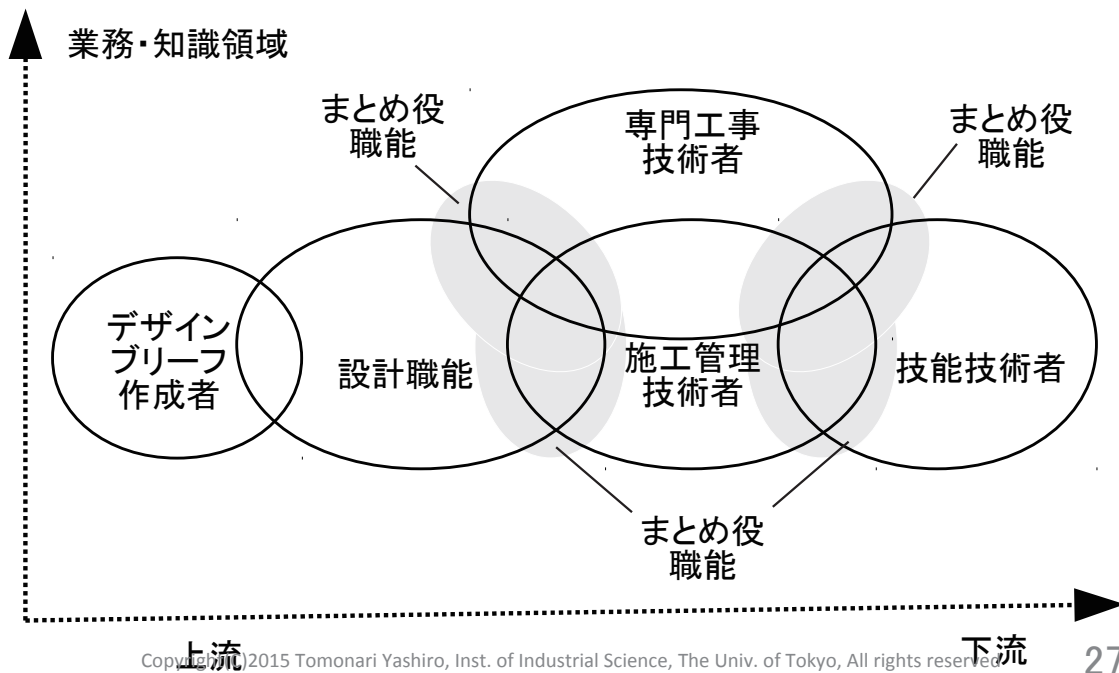 業務・知識領域
まとめ役
職能
専門工事
技術者
まとめ役
職能
デザイン
ブリーフ
作成者
設計職能
施工管理
技術者
技能技術者
まとめ役
職能
上流
下流
Copyright(C)2015 Tomonari Yashiro, Inst. of Industrial Science, The Univ. of Tokyo, All rights reserved
27